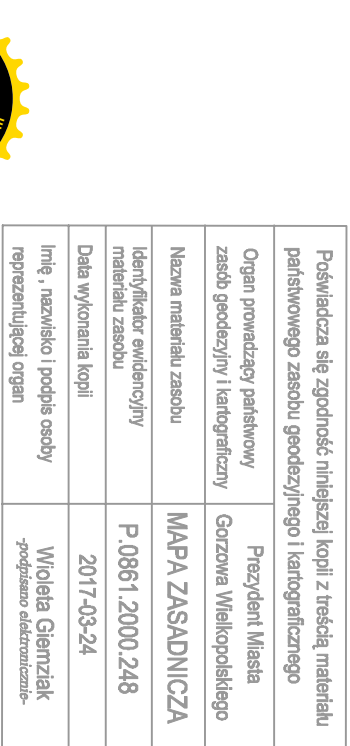 Poświadcza się zgodność niniejszej kopii z treścią materiału
państwowego zasobu geodezyjnego i kartograficznego
Organ prowadzący państwowy
zasób geodezyjny i kartograficzny
Prezydent Miasta
Gorzowa Wielkopolskiego
Nazwa materiału zasobu
MAPA ZASADNICZA
Identyfikator ewidencyjny
materiału zasobu
P.0861.2000.248
Data wykonania kopii
2017-03-24
Imię , nazwisko i podpis osoby
reprezentującej organ
Wioleta Giemziak
-podpisano elektronicznie-